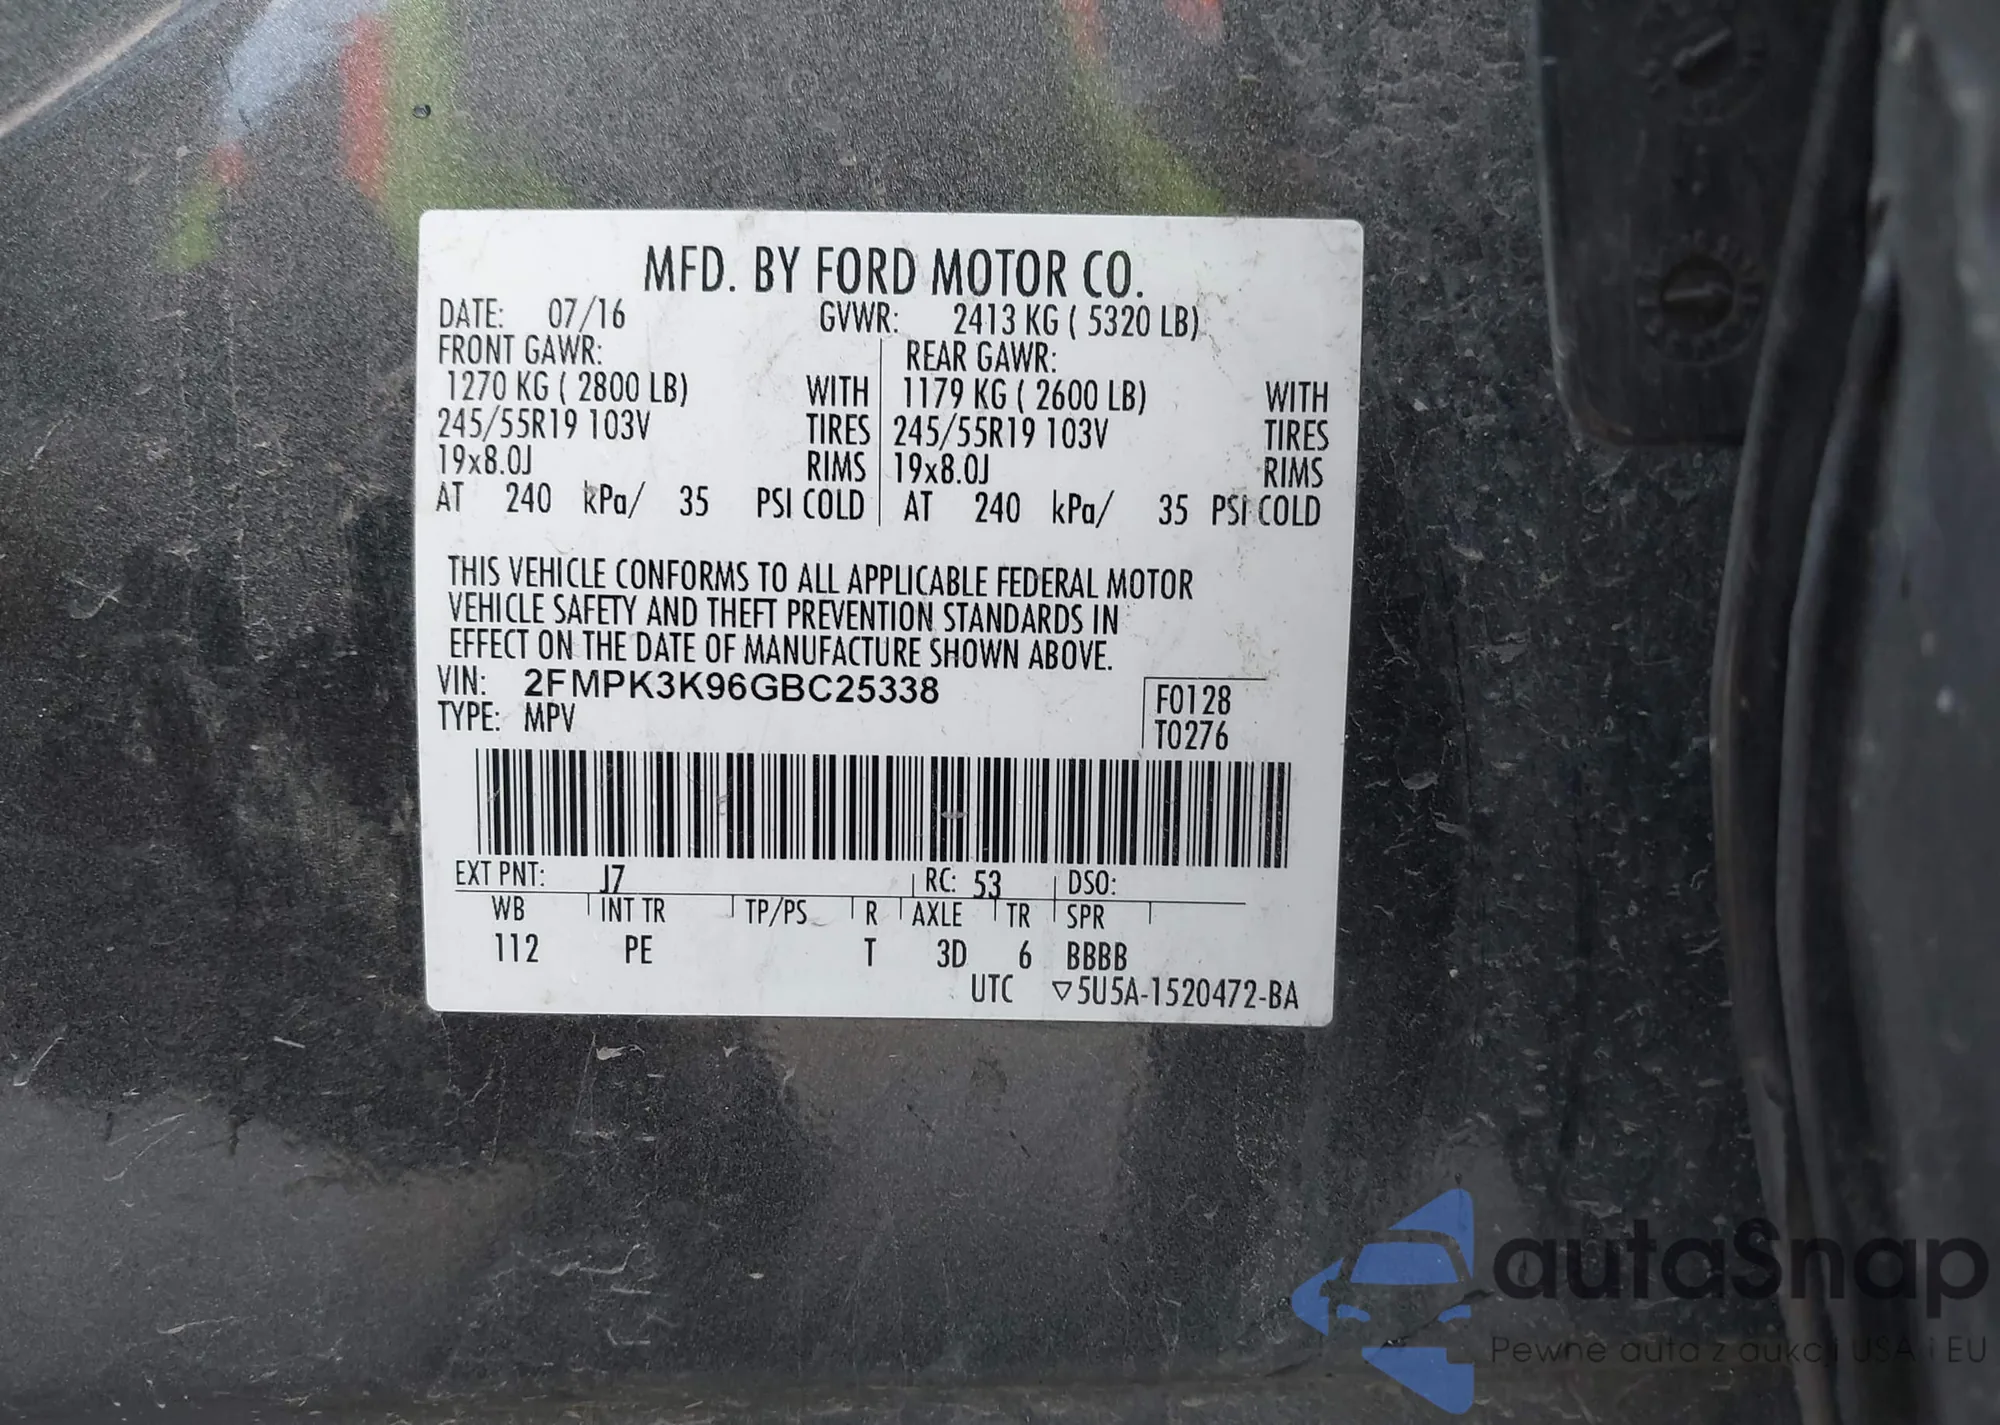 MFD. BY FORD MOTOR CO.
DATE: 07/16 GVWR: 2413 KG ( 5320 LB)
FRONT GAWR: REAR GAWR:
1270 KG ( 2800 LB) WITH 1179 KG ( 2600 LB) WITH
245/55R19 103V TIRES 245/55R19 103V TIRES
19x8.0J RIMS 19x8.0J RIMS
AT 240 kPa/ 35 PSI COLD AT 240 kPa/ 35 PSI COLD
THIS VEHICLE CONFORMS TO ALL APPLICABLE FEDERAL MOTOR
VEHICLE SAFETY AND THEFT PREVENTION STANDARDS IN
EFFECT ON THE DATE OF MANUFACTURE SHOWN ABOVE.
VIN: 2FMPK3K96GBC25338 F0128
TYPE: MPV T0276
EXT PNT: J7 RC: 53 DSO:
WB INT TR TP/PS R AXLE TR SPR
112 PE T 3D 6 BBBB
UTC ▽5U5A-1520472-BA
autaSnap
Pewne auta z aukcji USA i EU